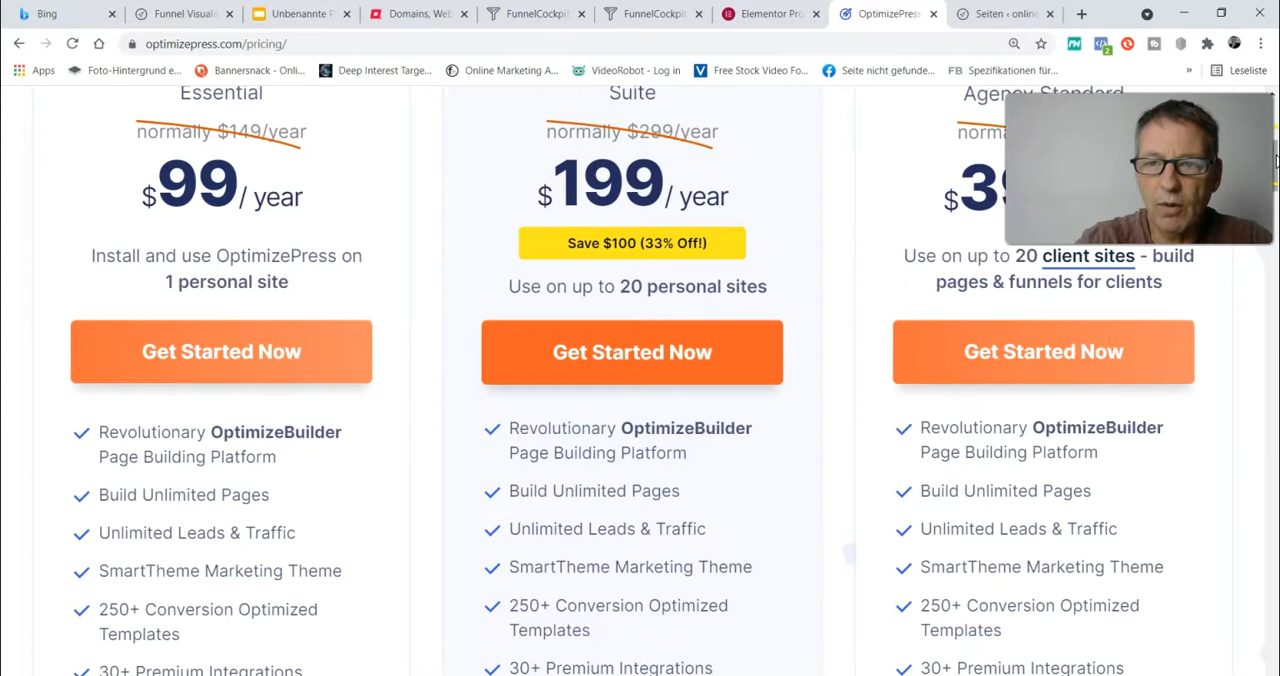 Bing
Funnel Visuali
Unbenannte P
Domains, Web
FunnelCockpit
FunnelCockpit
Elementor Pro
OptimizePress
Seiten ‹ online
optimizepress.com/pricing/
Apps
Foto-Hintergrund e...
Bannersnack - Onli...
Deep Interest Targe...
Online Marketing A...
VideoRobot - Log in
Free Stock Video Fo...
Seite nicht gefunde...
FB Spezifikationen für...
»
Leseliste
Essential
normally $149/year
$99/ year
Install and use OptimizePress on
1 personal site
Get Started Now
Revolutionary OptimizeBuilder
Page Building Platform
Build Unlimited Pages
Unlimited Leads & Traffic
SmartTheme Marketing Theme
250+ Conversion Optimized
Templates
30+ Premium Integrations
Suite
normally $299/year
$199/ year
Save $100 (33% Off!)
Use on up to 20 personal sites
Get Started Now
Revolutionary OptimizeBuilder
Page Building Platform
Build Unlimited Pages
Unlimited Leads & Traffic
SmartTheme Marketing Theme
250+ Conversion Optimized
Templates
30+ Premium Integrations
Agency Standard
norm
$39
Use on up to 20 client sites - build
pages & funnels for clients
Get Started Now
Revolutionary OptimizeBuilder
Page Building Platform
Build Unlimited Pages
Unlimited Leads & Traffic
SmartTheme Marketing Theme
250+ Conversion Optimized
Templates
30+ Premium Integrations